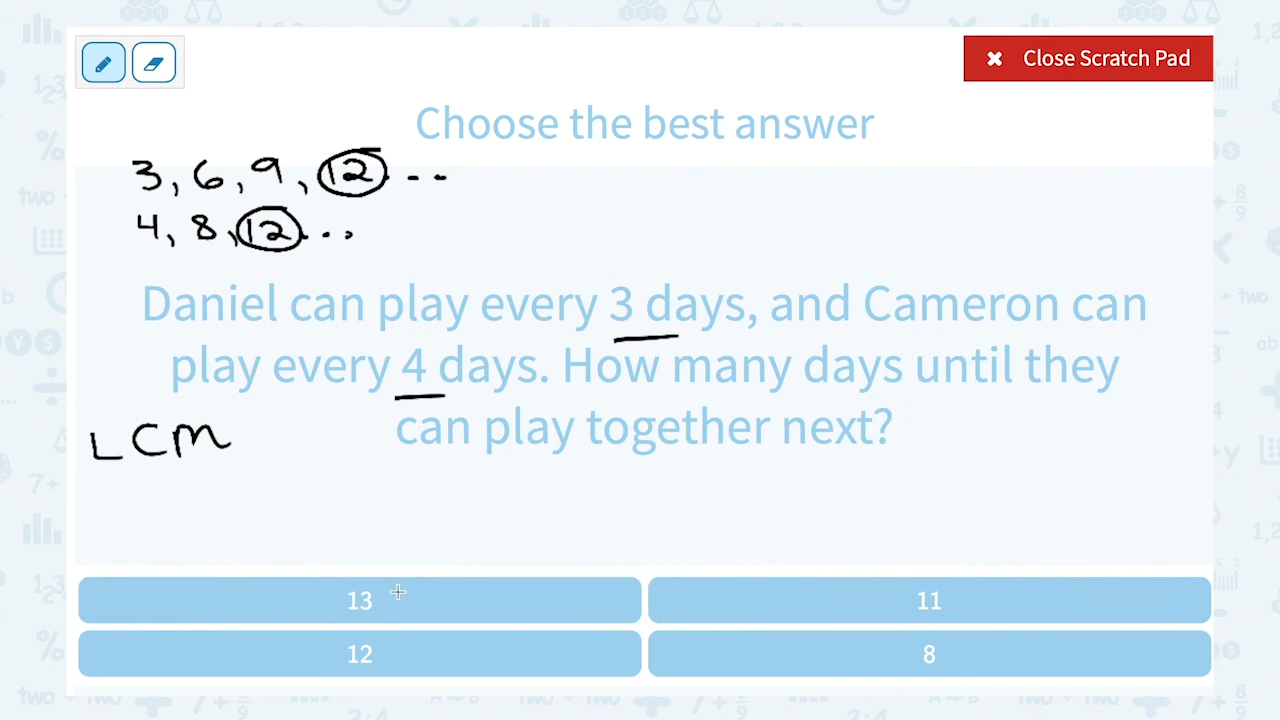 Close Scratch Pad
Choose the best answer
3, 6, 9, 12 . . .
4, 8, 12 . . .
Daniel can play every 3 days, and Cameron can
play every 4 days. How many days until they
can play together next?
LCM
13
11
12
8